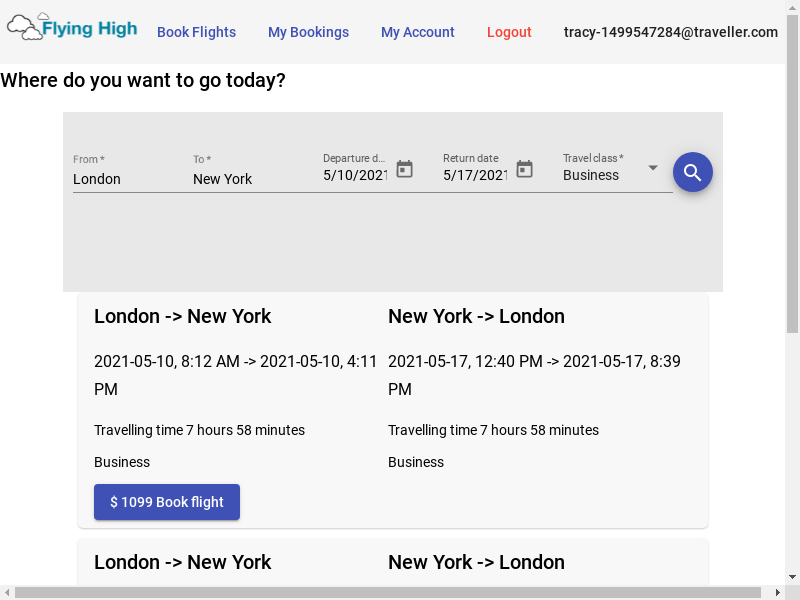 Flying High
Book Flights
My Bookings
My Account
Logout
tracy-1499547284@traveller.com
Where do you want to go today?
From *
London
To *
New York
Departure d...
5/10/2021
Return date
5/17/2021
Travel class *
Business
London -> New York
2021-05-10, 8:12 AM -> 2021-05-10, 4:11
PM
Travelling time 7 hours 58 minutes
Business
$ 1099 Book flight
New York -> London
2021-05-17, 12:40 PM -> 2021-05-17, 8:39
PM
Travelling time 7 hours 58 minutes
Business
London -> New York
New York -> London